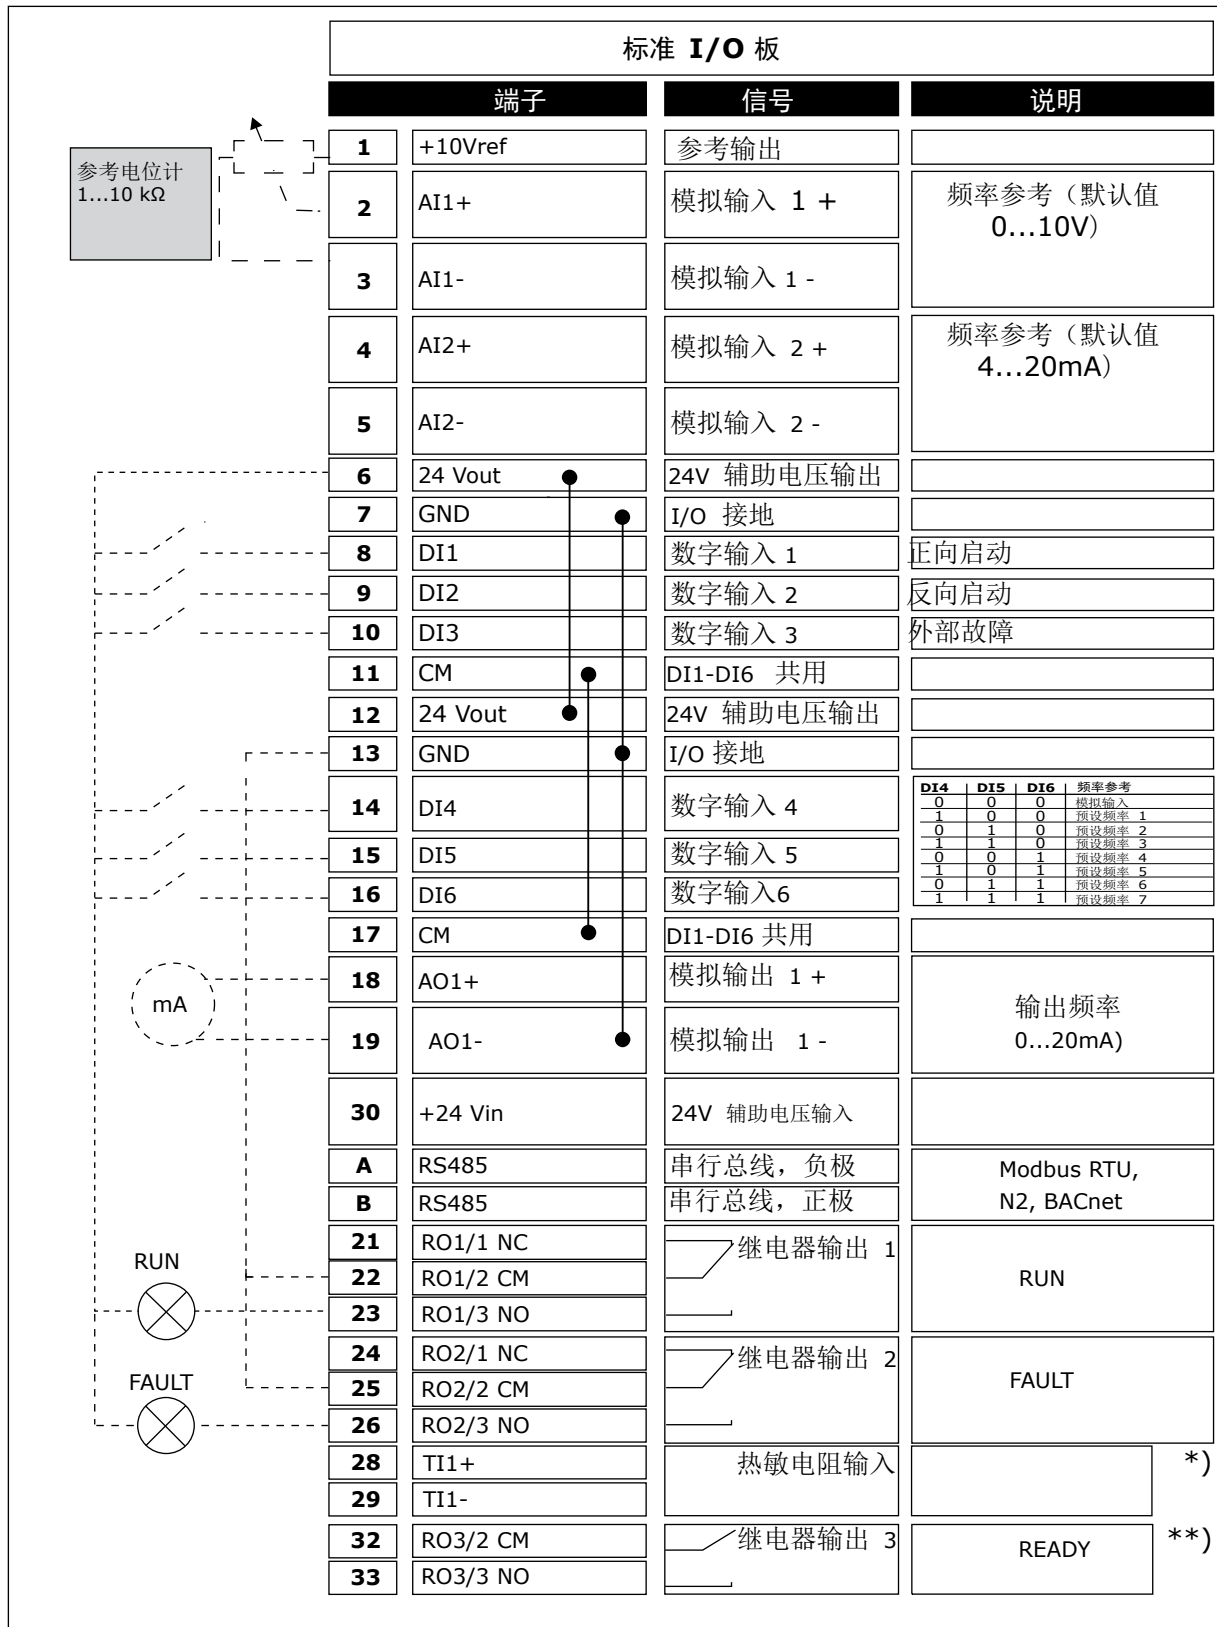 标准 I/O 板
端子 信号 说明
参考电位计
1...10 kΩ
1 +10Vref 参考输出
2 AI1+ 模拟输入 1 + 频率参考（默认值
0...10V）
3 AI1- 模拟输入 1 -
4 AI2+ 模拟输入 2 + 频率参考（默认值
4...20mA）
5 AI2- 模拟输入 2 -
6 24 Vout 24V 辅助电压输出
7 GND I/O 接地
8 DI1 数字输入 1 正向启动
9 DI2 数字输入 2 反向启动
10 DI3 数字输入 3 外部故障
11 CM DI1-DI6 共用
12 24 Vout 24V 辅助电压输出
13 GND I/O 接地
14 DI4 数字输入 4
15 DI5 数字输入 5
16 DI6 数字输入6
DI4 DI5 DI6 频率参考
0 0 0 模拟输入
1 0 0 预设频率 1
0 1 0 预设频率 2
1 1 0 预设频率 3
0 0 1 预设频率 4
1 0 1 预设频率 5
0 1 1 预设频率 6
1 1 1 预设频率 7
17 CM DI1-DI6 共用
mA
18 AO1+ 模拟输出 1 + 输出频率
19 AO1- 模拟输出 1 - 0...20mA)
30 +24 Vin 24V 辅助电压输入
A RS485 串行总线，负极 Modbus RTU,
B RS485 串行总线，正极 N2, BACnet
21 RO1/1 NC 继电器输出 1
RUN
22 RO1/2 CM RUN
23 RO1/3 NO
24 RO2/1 NC 继电器输出 2
FAULT
25 RO2/2 CM FAULT
26 RO2/3 NO
28 TI1+ 热敏电阻输入 *)
29 TI1-
32 RO3/2 CM 继电器输出 3 READY **)
33 RO3/3 NO